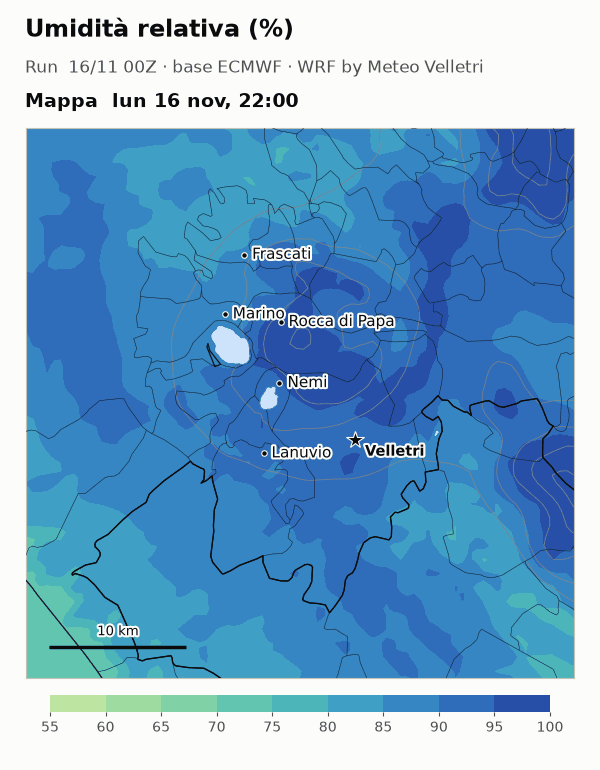 Umidità relativa (%)
Run  16/11 00Z · base ECMWF · WRF by Meteo Velletri
Mappa  lun 16 nov, 22:00
Frascati
Marino
Rocca di Papa
Nemi
Velletri
Lanuvio
10 km
55 60 65 70 75 80 85 90 95 100